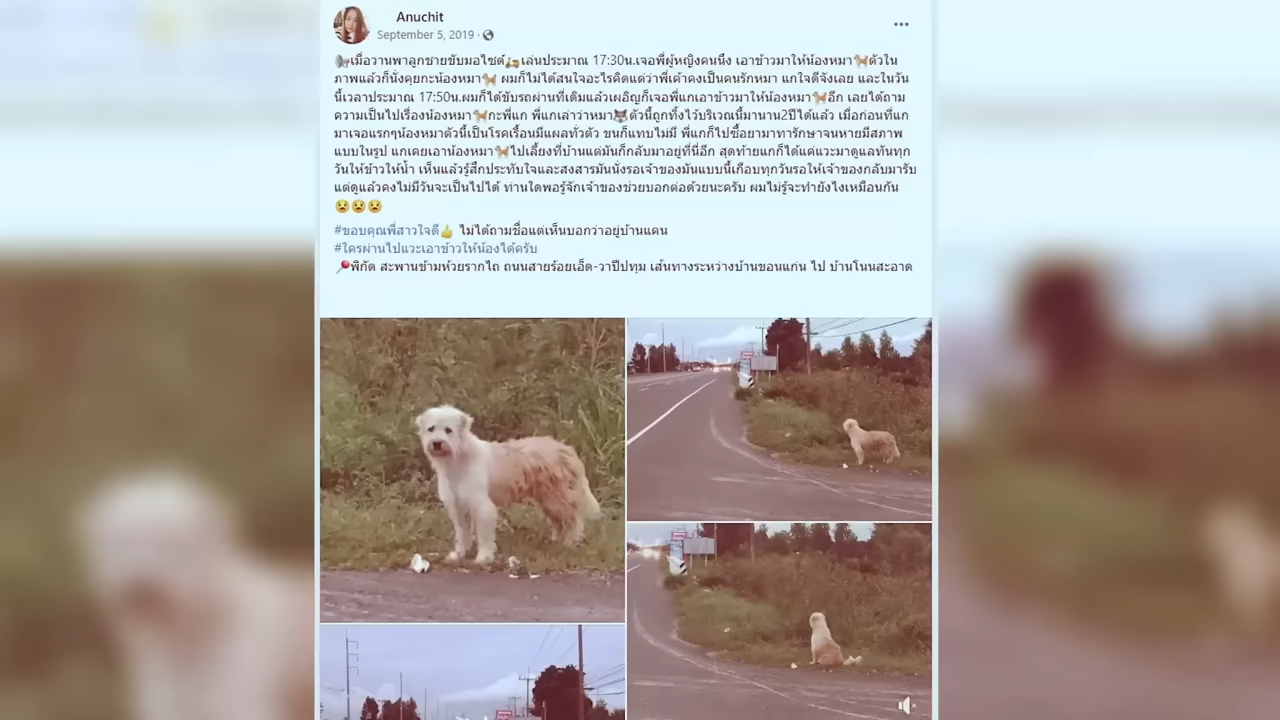 Anuchit
September 5, 2019
เมื่อวานพาลูกชายขับมอไซต์🛵เล่นประมาณ 17:30น.เจอพี่ผู้หญิงคนนึง เอาข้าวมาให้น้องหมา🐕ตัวใน
ภาพแล้วก็นั่งคุยกะน้องหมา🐕 ผมก็ไม่ได้สนใจอะไรคิดแต่ว่าพี่เค้าคงเป็นคนรักหมา แกใจดีจังเลย และในวัน
นี้เวลาประมาณ 17:50น.ผมก็ได้ขับรถผ่านที่เดิมแล้วเผอิญก็เจอพี่แกเอาข้าวมาให้น้องหมา🐕อีก เลยได้ถาม
ความเป็นไปเรื่องน้องหมา🐕กะพี่แก พี่แกเล่าว่าหมา🐺ตัวนี้ถูกทิ้งไว้บริเวณนี้มานาน2ปีได้แล้ว เมื่อก่อนที่แก
มาเจอแรกๆน้องหมาตัวนี้เป็นโรคเรื้อนมีแผลทั่วตัว ขนก็แทบไม่มี พี่แกก็ไปซื้อยามาทารักษาจนหายมีสภาพ
แบบในรูป แกเคยเอาน้องหมา🐕ไปเลี้ยงที่บ้านแต่มันก็กลับมาอยู่ที่นี่อีก สุดท้ายแกก็ได้แค่แวะมาดูแลทันทุก
วันให้ข้าวให้น้ำ เห็นแล้วรู้สึกประทับใจและสงสารมันนั่งรอเจ้าของมันแบบนี้เกือบทุกวันรอให้เจ้าของกลับมารับ
แต่ดูแล้วคงไม่มีวันจะเป็นไปได้ ท่านใดพอรู้จักเจ้าของช่วยบอกต่อด้วยนะครับ ผมไม่รู้จะทำยังไงเหมือนกัน
😧😧😧
#ขอบคุณพี่สาวใจดี👍 ไม่ได้ถามชื่อแต่เห็นบอกว่าอยู่บ้านแคน
#ใครผ่านไปแวะเอาข้าวให้น้องได้ครับ
📍พิกัด สะพานข้ามห้วยรากไถ ถนนสายร้อยเอ็ด-วาปีปทุม เส้นทางระหว่างบ้านขอนแก่น ไป บ้านโนนสะอาด